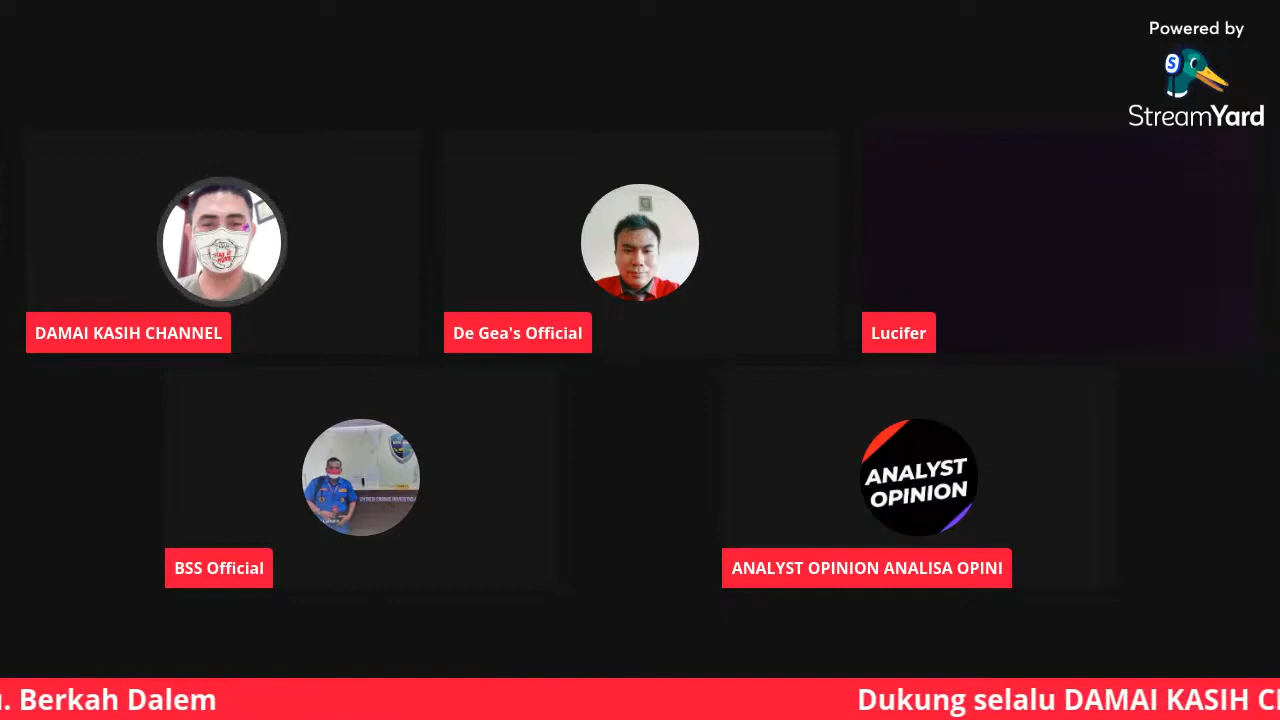 Powered by
StreamYard
DAMAI KASIH CHANNEL
De Gea's Official
Lucifer
BSS Official
ANALYST
OPINION
ANALYST OPINION ANALISA OPINI
. Berkah Dalem
Dukung selalu DAMAI KASIH